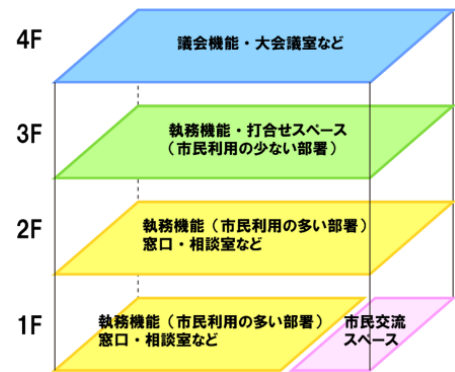 4F
議会機能・大会議室など
3F
執務機能・打合せスペース
（市民利用の少ない部署）
2F
執務機能（市民利用の多い部署）
窓口・相談室など
1F
執務機能（市民利用の多い部署）
窓口・相談室など
市民交流
スペース